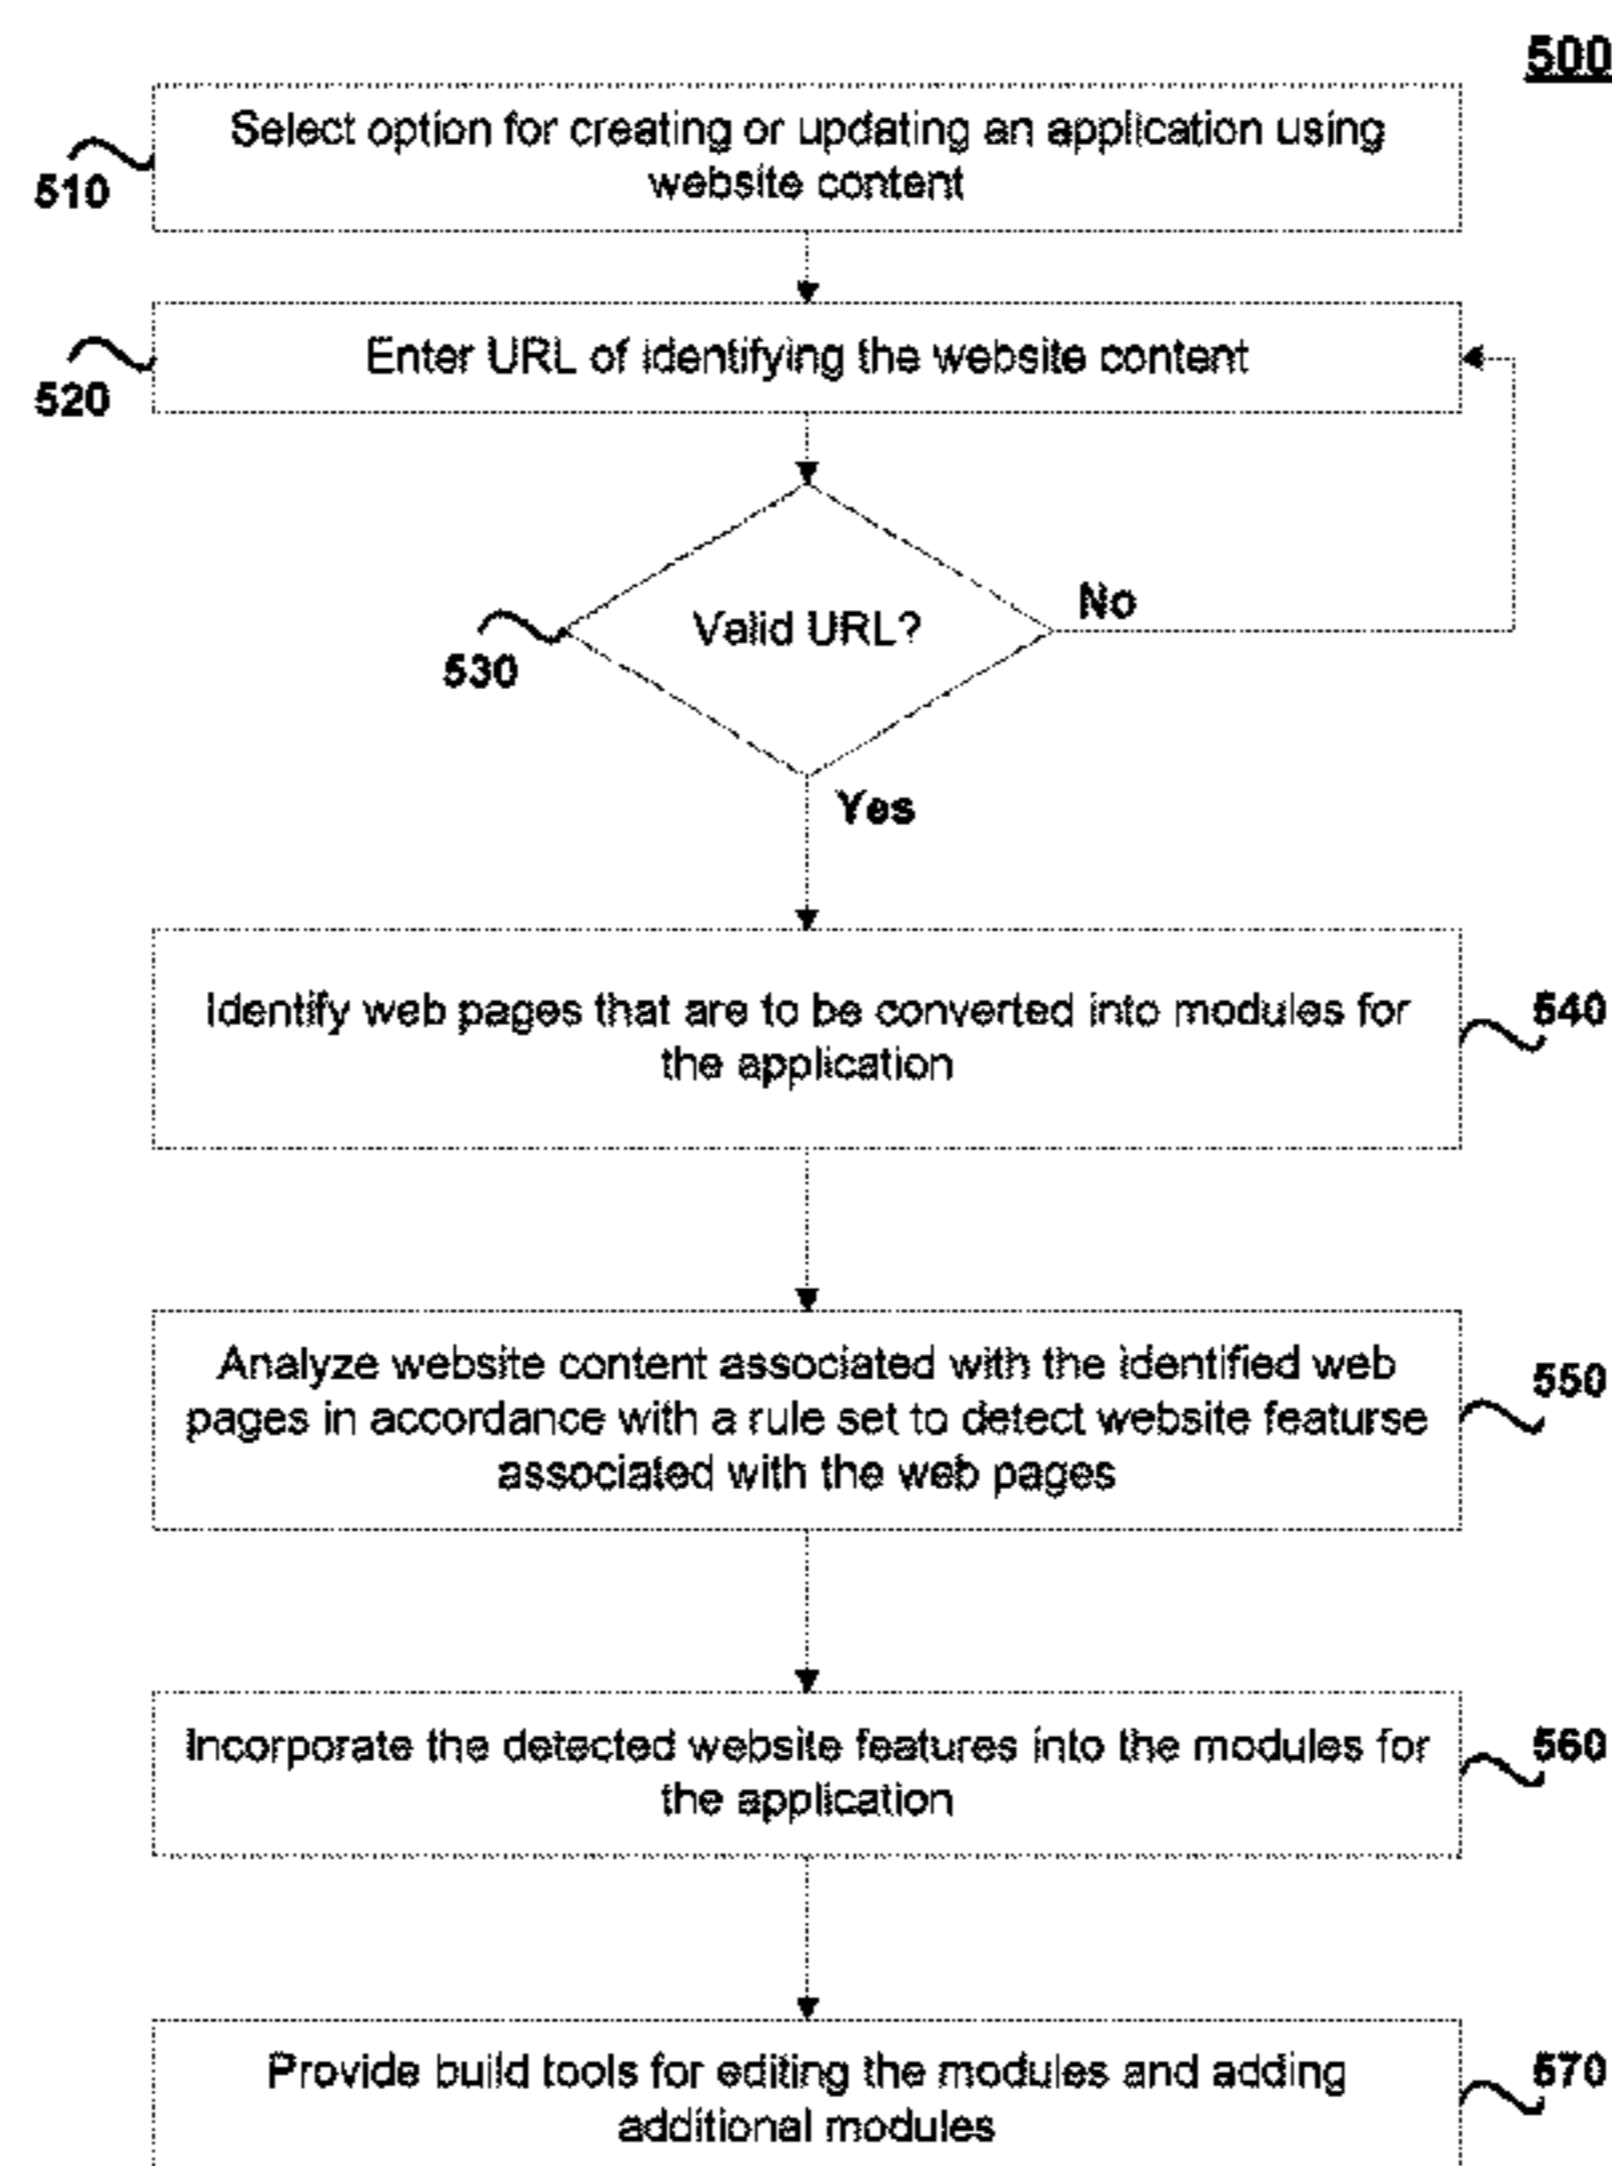 500
Select option for creating or updating an application using
website content
510
Enter URL of identifying the website content
520
Valid URL?
No
530
Yes
Identify web pages that are to be converted into modules for
the application
540
Analyze website content associated with the identified web
pages in accordance with a rule set to detect website featurse
associated with the web pages
550
Incorporate the detected website features into the modules for
the application
560
Provide build tools for editing the modules and adding
additional modules
570